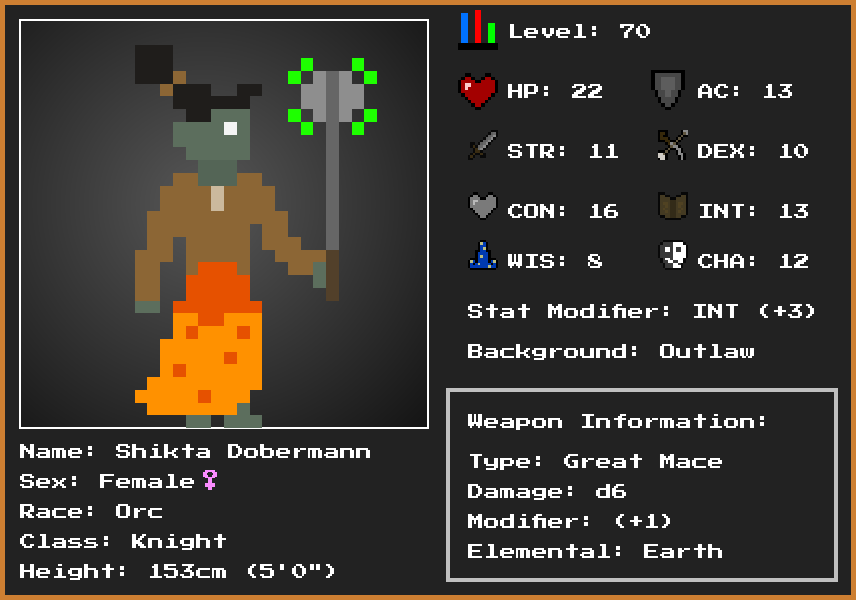 Level: 70
HP: 22
AC: 13
STR: 11
DEX: 10
CON: 16
INT: 13
WIS: 8
CHA: 12
Stat Modifier: INT (+3)
Background: Outlaw
Weapon Information:
Type: Great Mace
Damage: d6
Modifier: (+1)
Elemental: Earth
Name: Shikta Dobermann
Sex: Female♀
Race: Orc
Class: Knight
Height: 153cm (5'0")